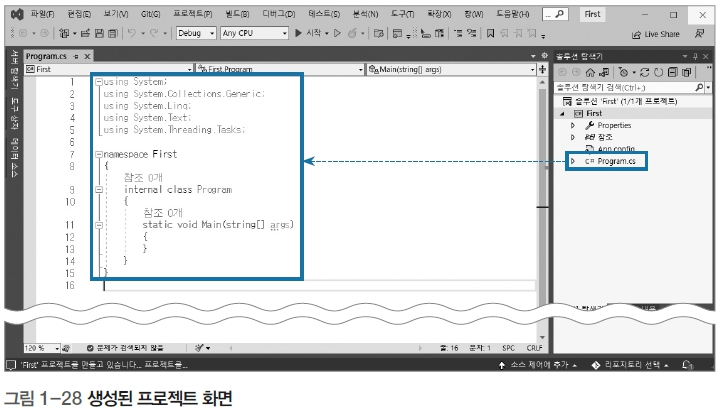 파일(F) 편집(E) 보기(V) Git(G) 프로젝트(P) 빌드(B) 디버그(D) 테스트(S) 분석(N) 도구(T) 확장(X) 창(W) 도움말(H) First
Debug Any CPU 시작 Live Share
서버 탐색기 도구 상자 데이터 소스
Program.cs
First First.Program Main(string[] args)
1 using System;
2 using System.Collections.Generic;
3 using System.Linq;
4 using System.Text;
5 using System.Threading.Tasks;
6
7 namespace First
8 {
참조 0개
9 internal class Program
10 {
참조 0개
11 static void Main(string[] args)
12 {
13 }
14 }
15 }
16
솔루션 탐색기
솔루션 탐색기 검색(Ctrl+;)
솔루션 'First' (1/1개 프로젝트)
C# First
Properties
참조
App.config
C# Program.cs
120 % 문제가 검색되지 않음 줄: 16 문자: 1 SPC CRLF
'First' 프로젝트를 만들고 있습니다... 프로젝트를... 소스 제어에 추가 리포지토리 선택
그림 1-28 생성된 프로젝트 화면